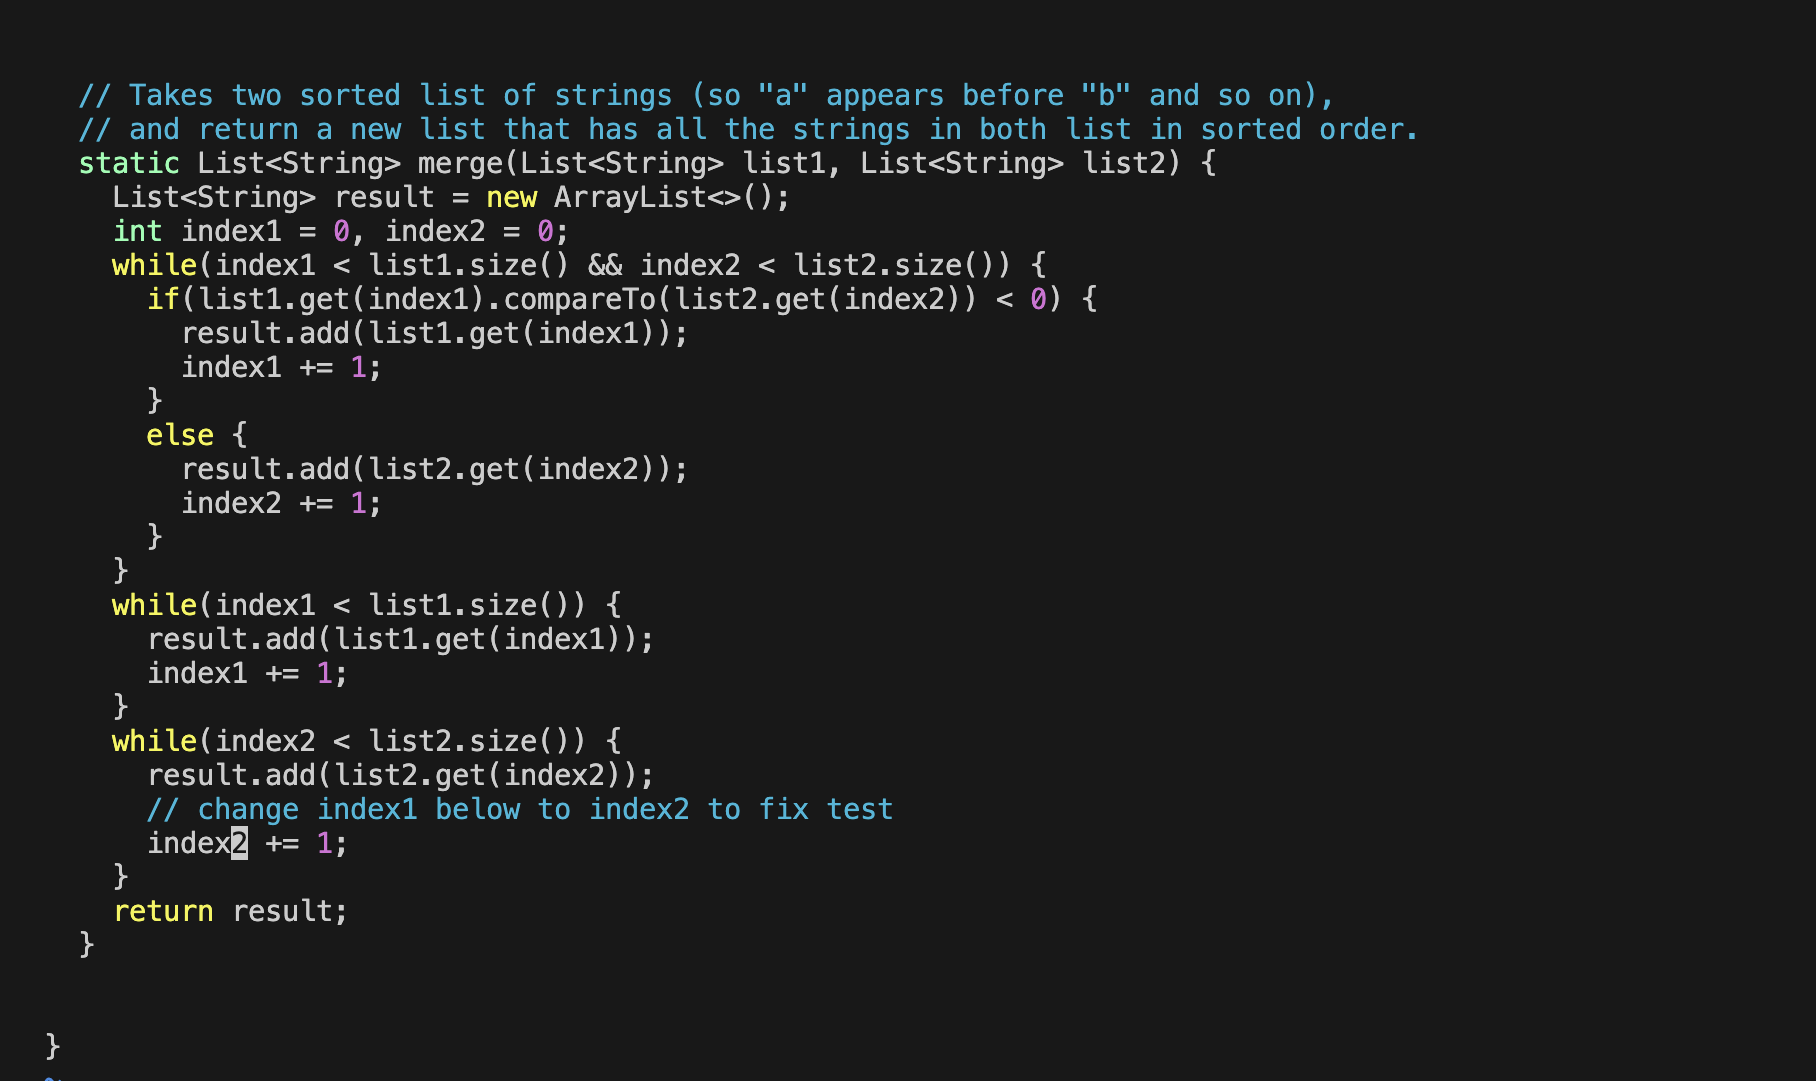 // Takes two sorted list of strings (so "a" appears before "b" and so on),
// and return a new list that has all the strings in both list in sorted order.
static List<String> merge(List<String> list1, List<String> list2) {
  List<String> result = new ArrayList<>();
  int index1 = 0, index2 = 0;
  while(index1 < list1.size() && index2 < list2.size()) {
    if(list1.get(index1).compareTo(list2.get(index2)) < 0) {
      result.add(list1.get(index1));
      index1 += 1;
    }
    else {
      result.add(list2.get(index2));
      index2 += 1;
    }
  }
  while(index1 < list1.size()) {
    result.add(list1.get(index1));
    index1 += 1;
  }
  while(index2 < list2.size()) {
    result.add(list2.get(index2));
    // change index1 below to index2 to fix test
    index2 += 1;
  }
  return result;
}
}